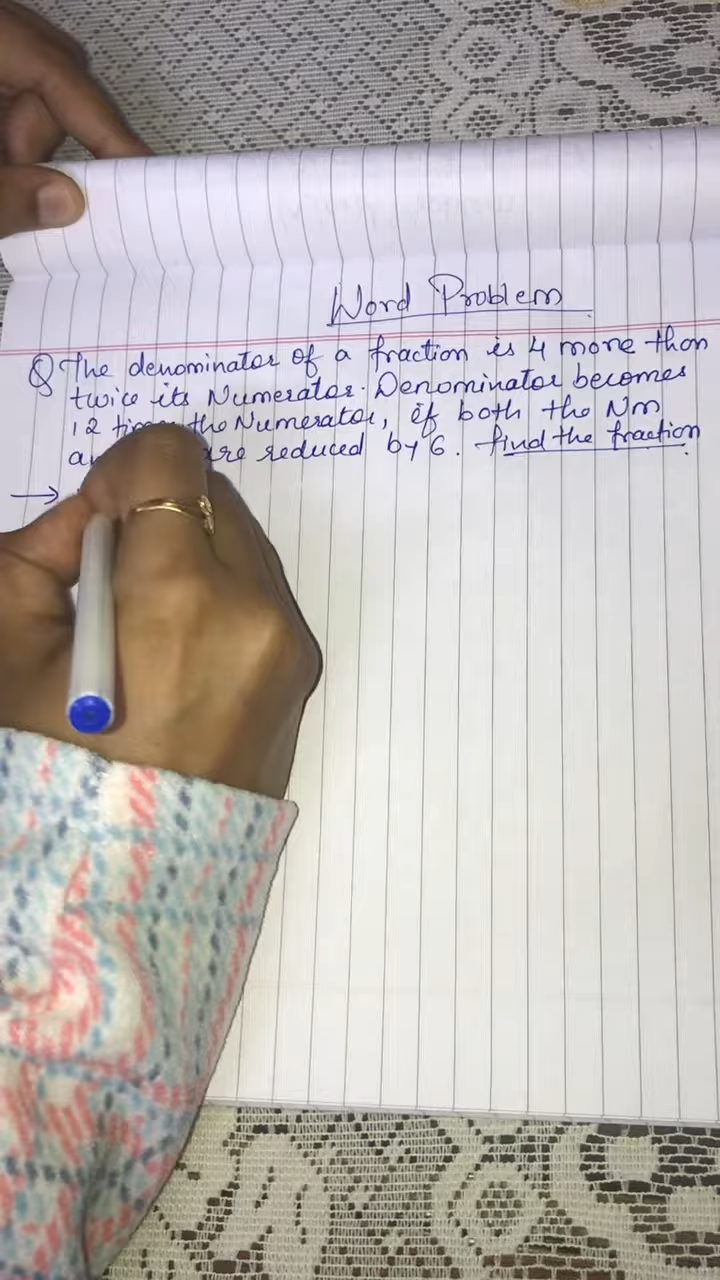 Word Problem
Q The denominator of a fraction is 4 more than
twice its Numerator. Denominator becomes
12 times the Numerator, if both the Nm
are reduced by 6. find the fraction
→